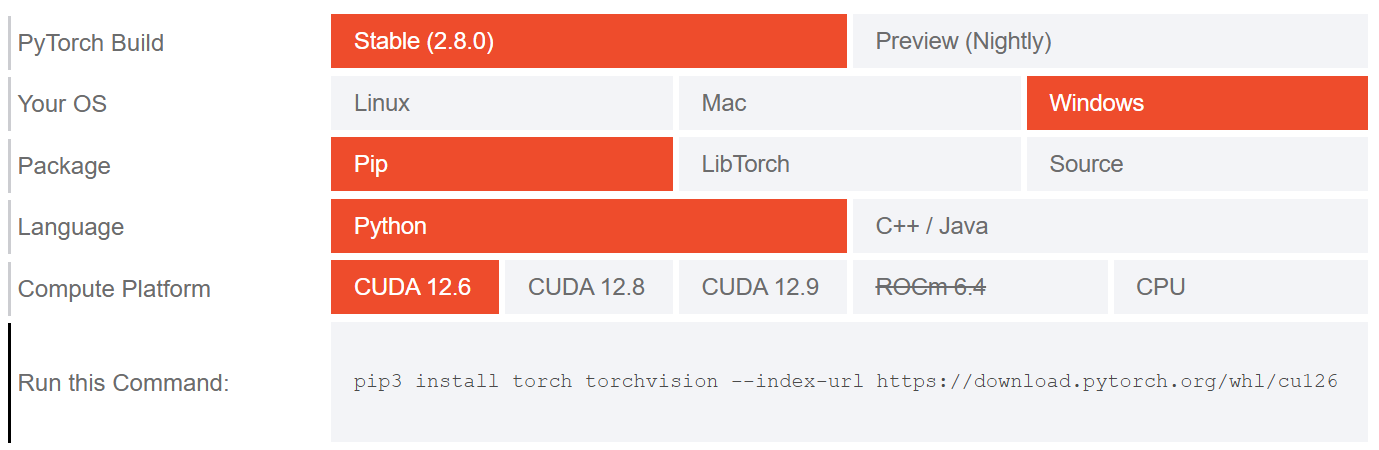 PyTorch Build Stable (2.8.0) Preview (Nightly)
Your OS Linux Mac Windows
Package Pip LibTorch Source
Language Python C++ / Java
Compute Platform CUDA 12.6 CUDA 12.8 CUDA 12.9 ROCm 6.4 CPU
Run this Command: pip3 install torch torchvision --index-url https://download.pytorch.org/whl/cu126